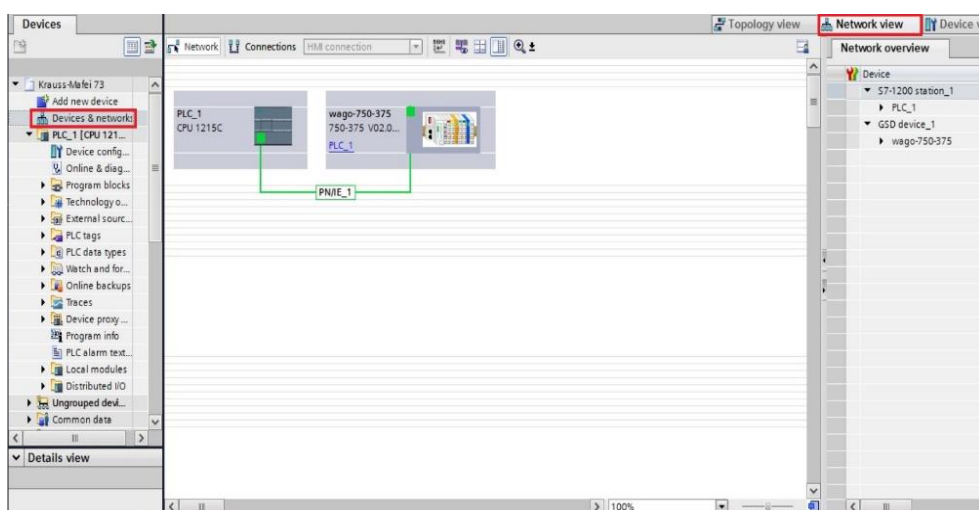 Devices
Krauss-Mafei 73
Add new device
Devices & networks
PLC_1 [CPU 121...
Device config...
Online & diag...
Program blocks
Technology o...
External sourc...
PLC tags
PLC data types
Watch and for...
Online backups
Traces
Device proxy ...
Program info
PLC alarm text...
Local modules
Distributed I/O
Ungrouped devi...
Common data
Details view
Topology view
Network view
Device v
Network
Connections
HMI connection
PLC_1
CPU 1215C
wago-750-375
750-375 V02.0...
PLC_1
PN/IE_1
100%
Network overview
Device
S7-1200 station_1
PLC_1
GSD device_1
wago-750-375